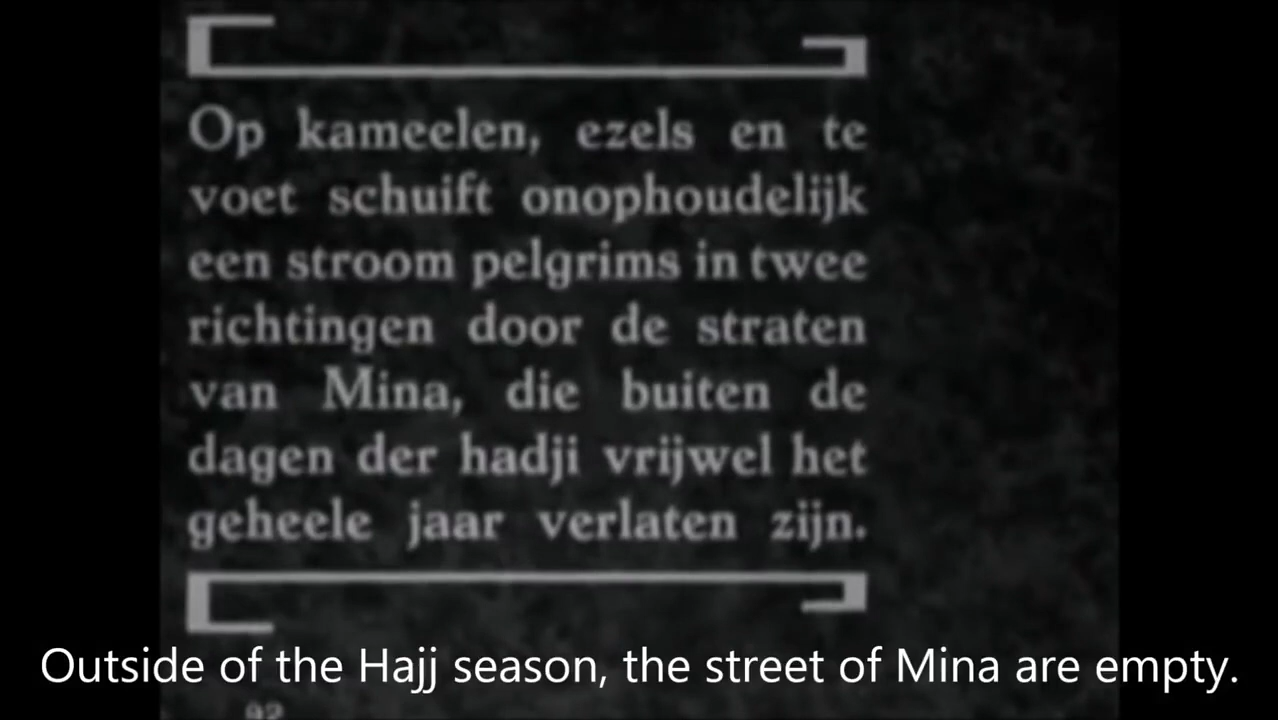 Op kameelen, ezels en te
voet schuift onophoudelijk
een stroom pelgrims in twee
richtingen door de straten
van Mina, die buiten de
dagen der hadji vrijwel het
geheele jaar verlaten zijn.
Outside of the Hajj season, the street of Mina are empty.